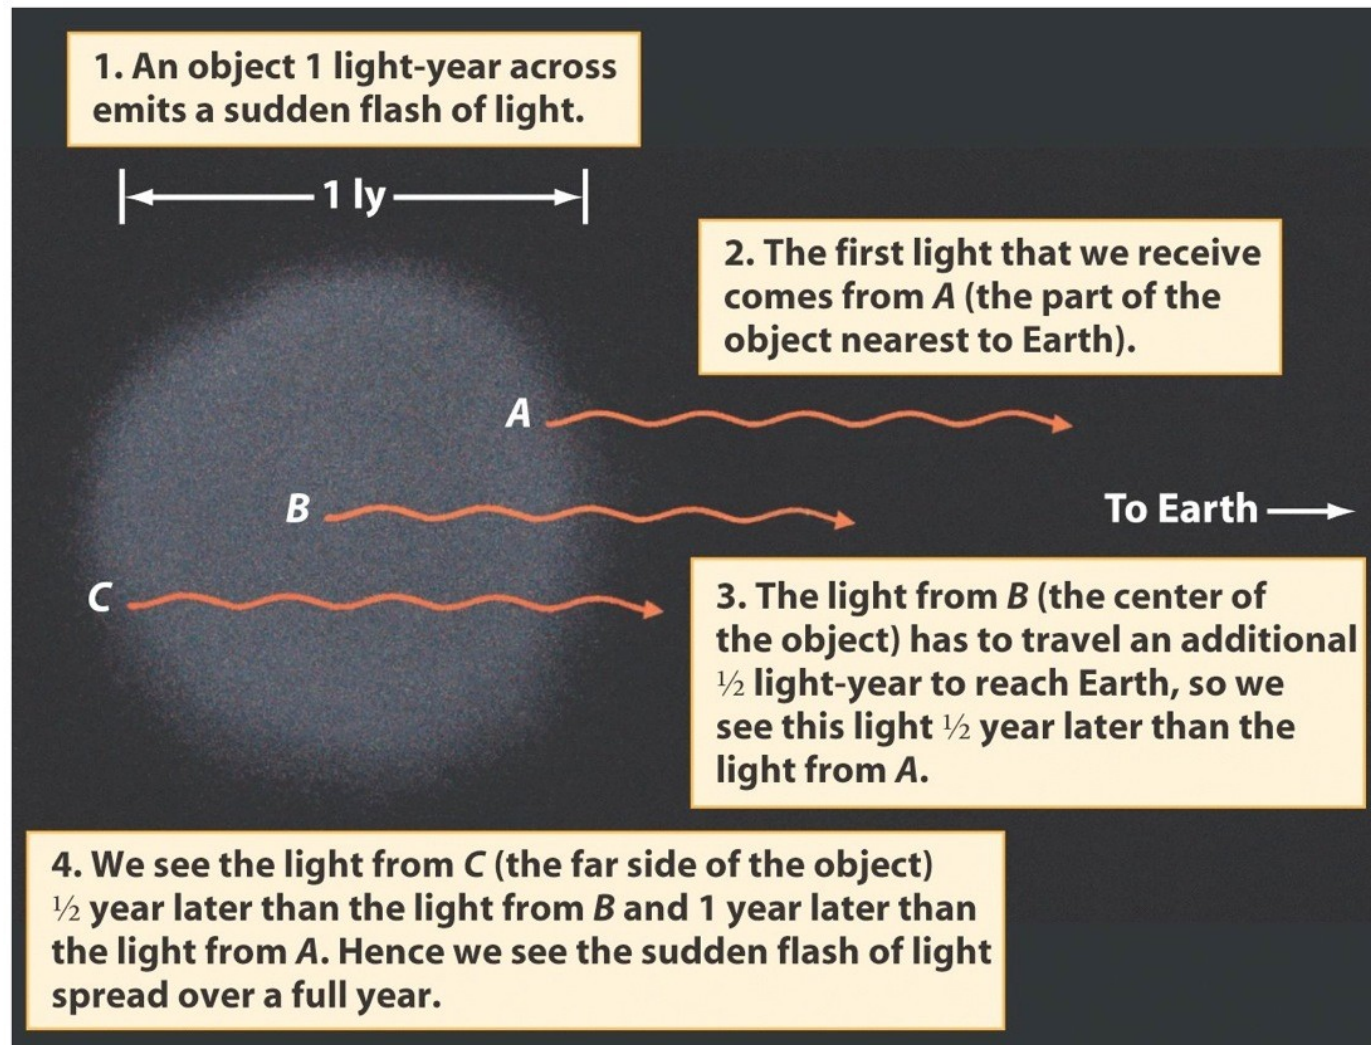 1. An object 1 light-year across
emits a sudden flash of light.
1 ly
2. The first light that we receive
comes from A (the part of the
object nearest to Earth).
A
B
To Earth
C
3. The light from B (the center of
the object) has to travel an additional
½ light-year to reach Earth, so we
see this light ½ year later than the
light from A.
4. We see the light from C (the far side of the object)
½ year later than the light from B and 1 year later than
the light from A. Hence we see the sudden flash of light
spread over a full year.